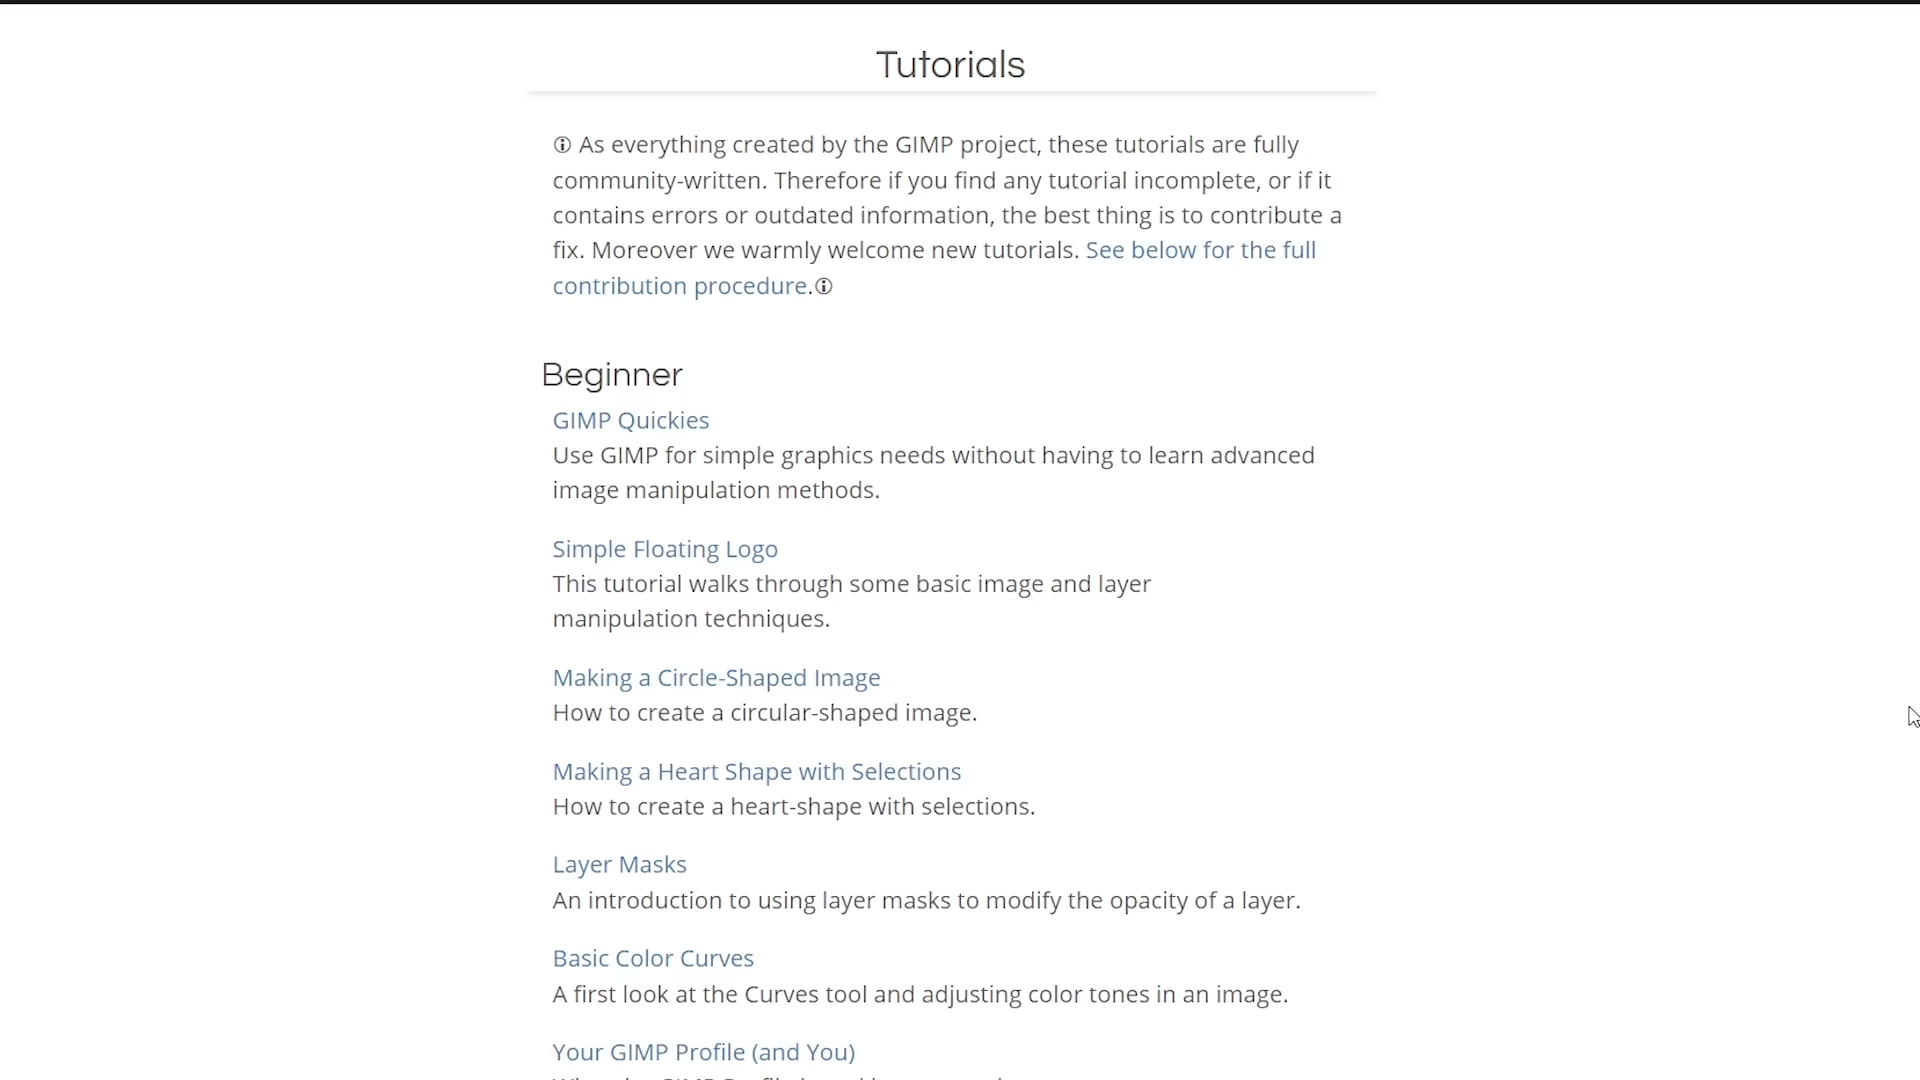 Tutorials
🛈 As everything created by the GIMP project, these tutorials are fully
community-written. Therefore if you find any tutorial incomplete, or if it
contains errors or outdated information, the best thing is to contribute a
fix. Moreover we warmly welcome new tutorials. See below for the full
contribution procedure.🛈
Beginner
GIMP Quickies
Use GIMP for simple graphics needs without having to learn advanced
image manipulation methods.
Simple Floating Logo
This tutorial walks through some basic image and layer
manipulation techniques.
Making a Circle-Shaped Image
How to create a circular-shaped image.
Making a Heart Shape with Selections
How to create a heart-shape with selections.
Layer Masks
An introduction to using layer masks to modify the opacity of a layer.
Basic Color Curves
A first look at the Curves tool and adjusting color tones in an image.
Your GIMP Profile (and You)